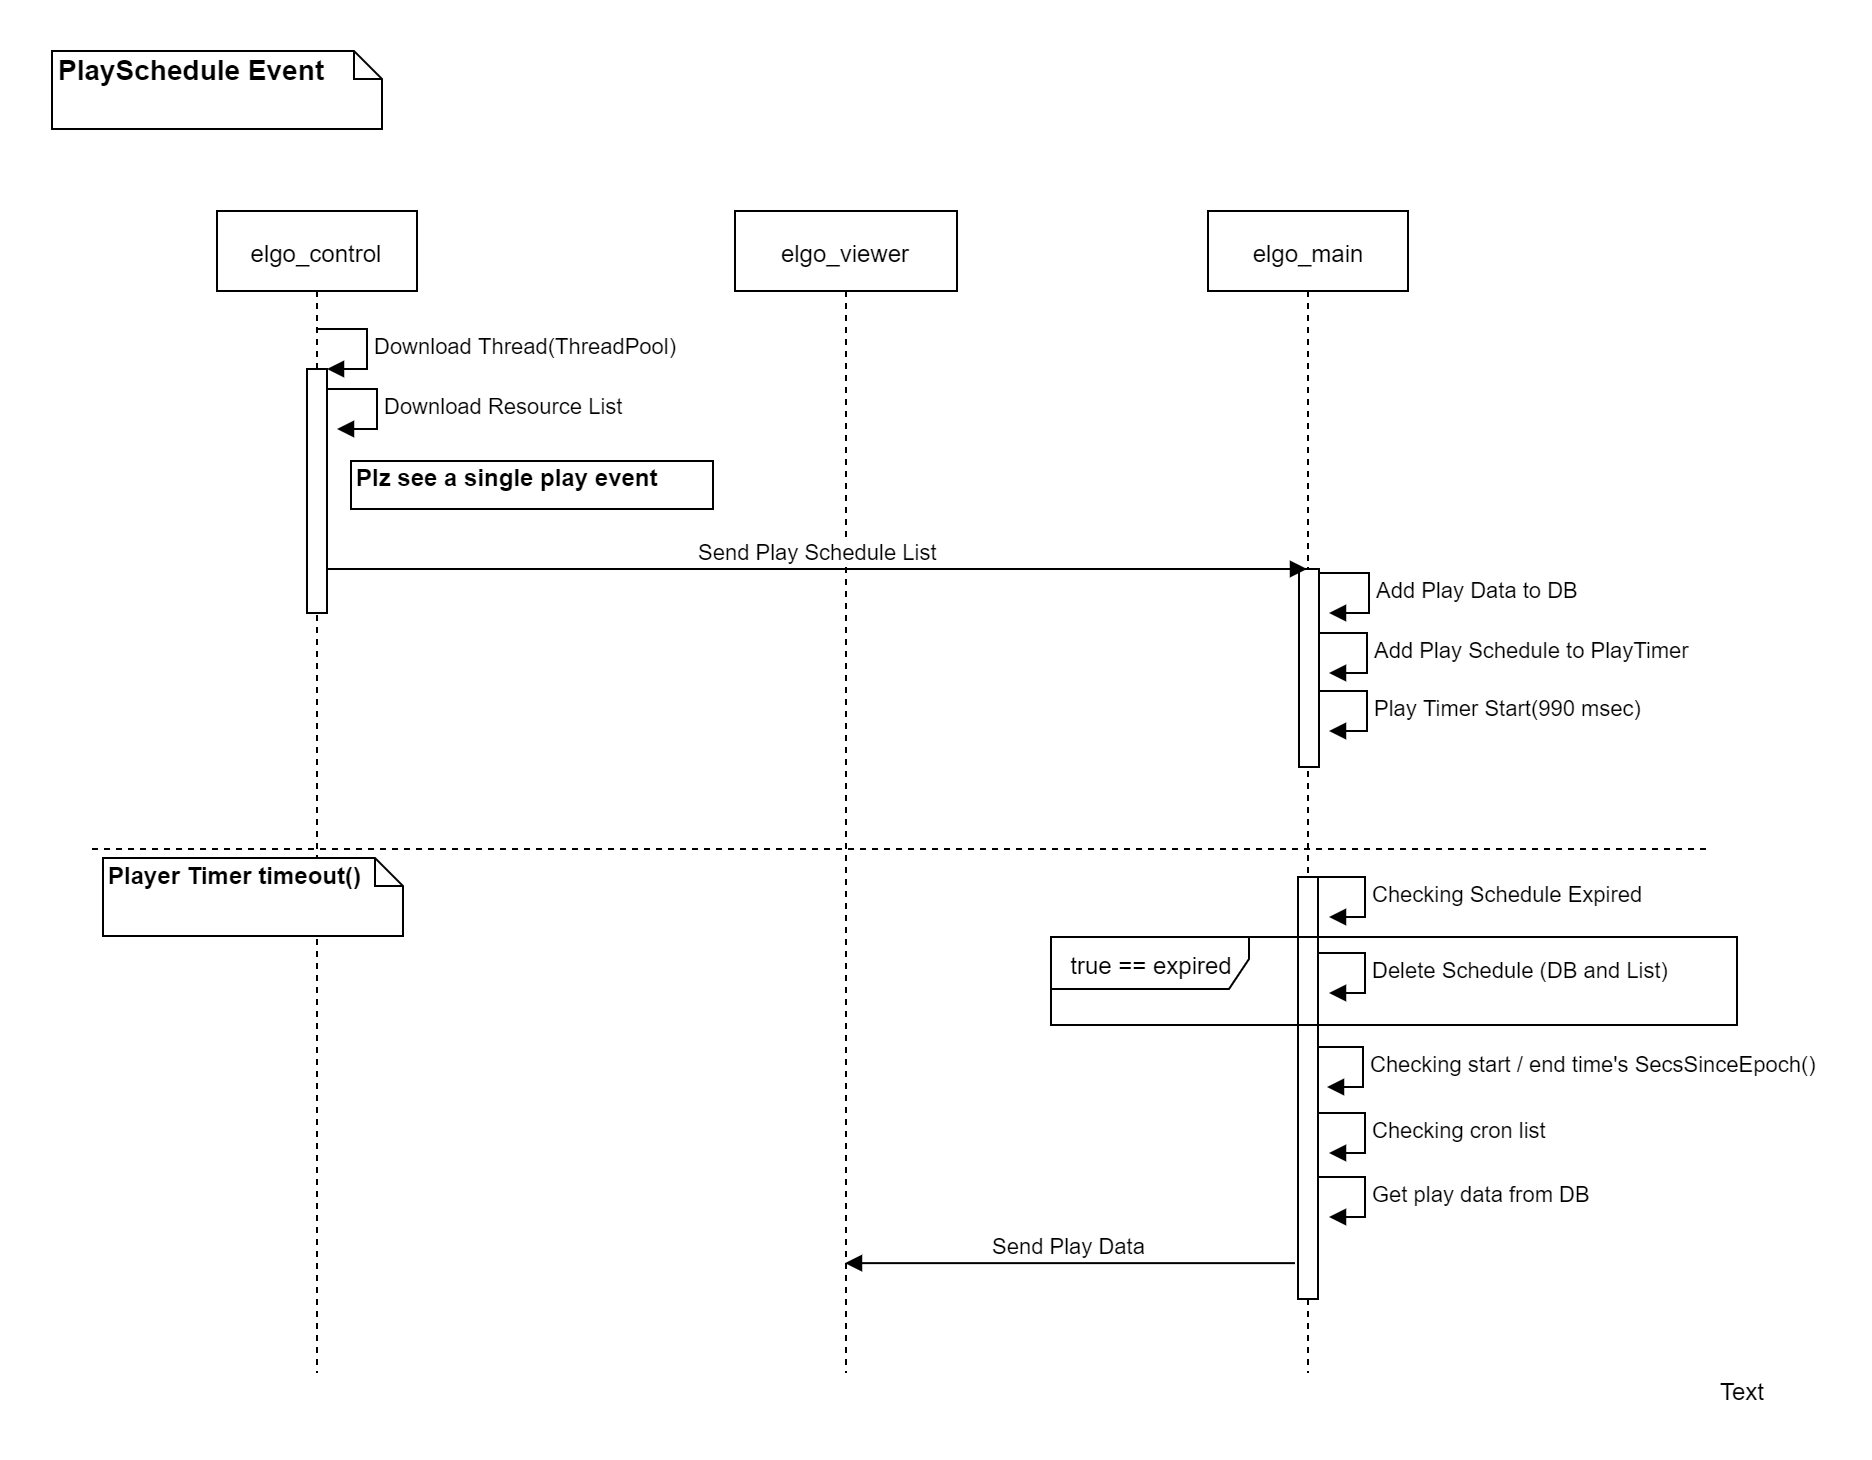 PlaySchedule Event
elgo_control
elgo_viewer
elgo_main
Download Thread(ThreadPool)
Download Resource List
Plz see a single play event
Send Play Schedule List
Add Play Data to DB
Add Play Schedule to PlayTimer
Play Timer Start(990 msec)
Player Timer timeout()
Checking Schedule Expired
true == expired
Delete Schedule (DB and List)
Checking start / end time's SecsSinceEpoch()
Checking cron list
Get play data from DB
Send Play Data
Text